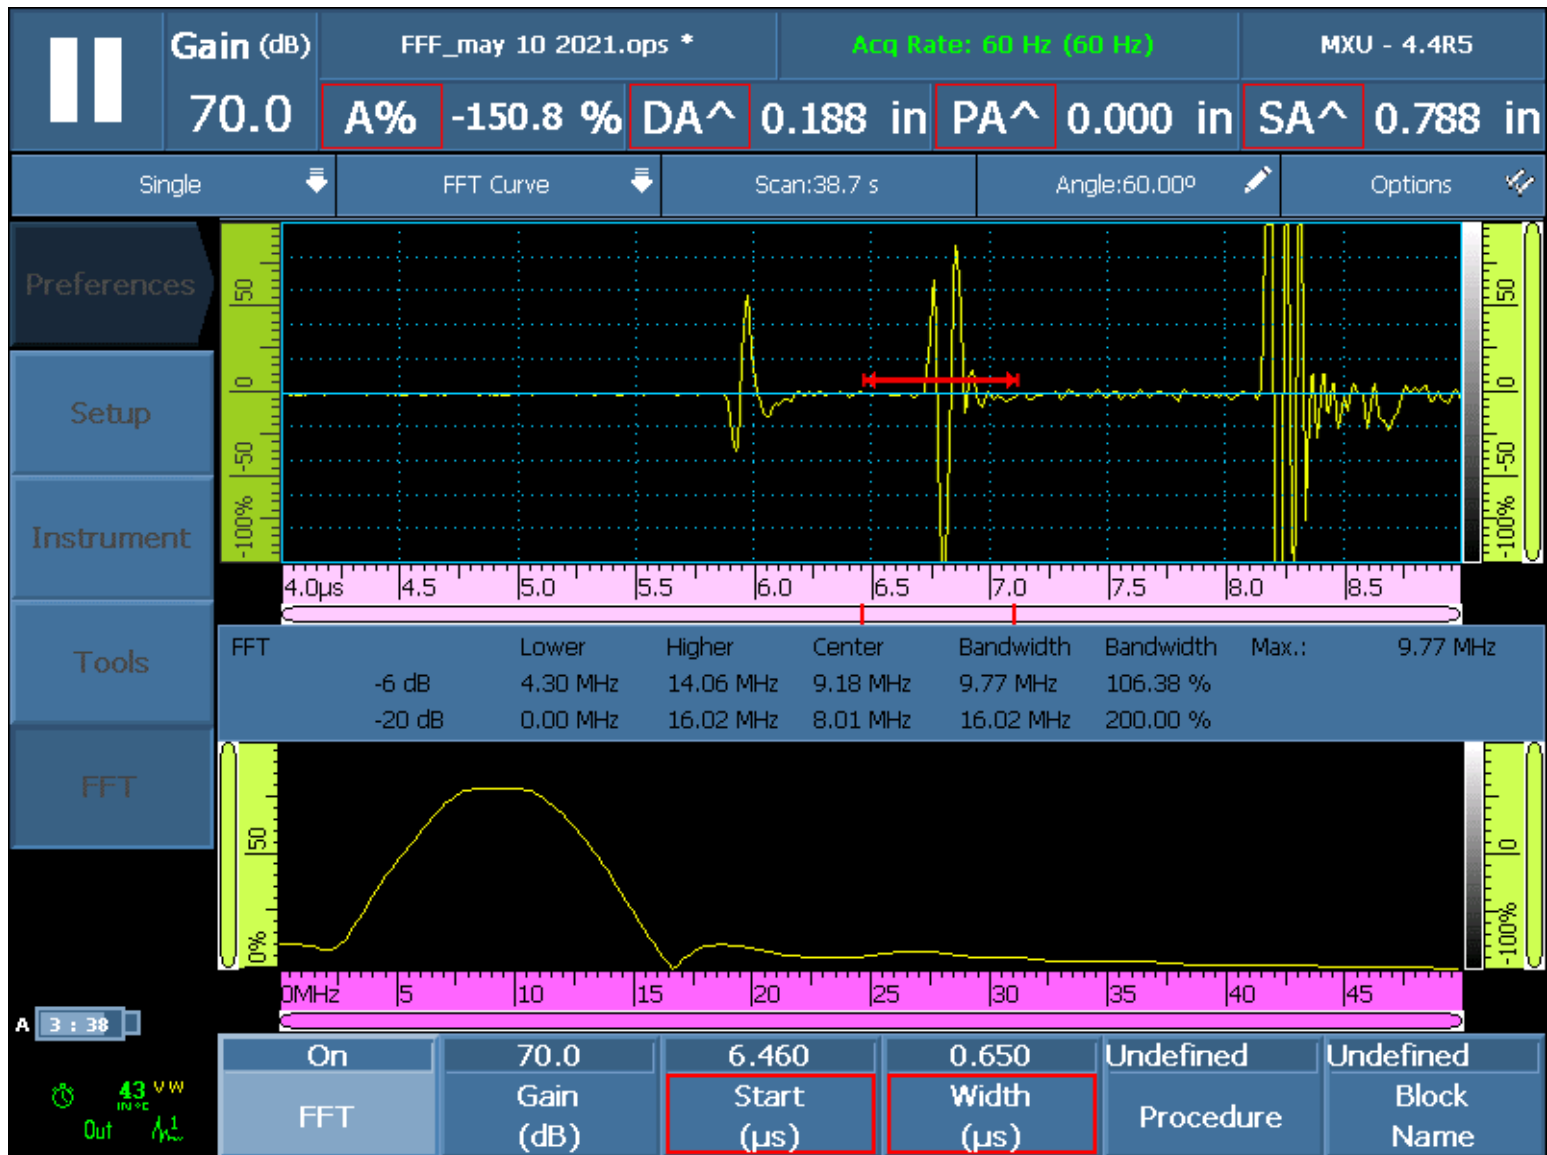 Gain (dB)
70.0
FFF_may 10 2021.ops *
Acq Rate: 60 Hz (60 Hz)
MXU - 4.4R5
A% -150.8 % DA^ 0.188 in PA^ 0.000 in SA^ 0.788 in
Single
FFT Curve
Scan:38.7 s
Angle:60.00º
Options
Preferences
Setup
Instrument
Tools
FFT
50
0
-50
-100%
50
0
-50
-100%
4.0µs 4.5 5.0 5.5 6.0 6.5 7.0 7.5 8.0 8.5
FFT Lower Higher Center Bandwidth Bandwidth Max.: 9.77 MHz
-6 dB 4.30 MHz 14.06 MHz 9.18 MHz 9.77 MHz 106.38 %
-20 dB 0.00 MHz 16.02 MHz 8.01 MHz 16.02 MHz 200.00 %
50
0%
0
-100%
0MHz 5 10 15 20 25 30 35 40 45
A 3 : 38
43 V W
IN °C
Out 1
On
FFT
70.0
Gain
(dB)
6.460
Start
(µs)
0.650
Width
(µs)
Undefined
Procedure
Undefined
Block
Name